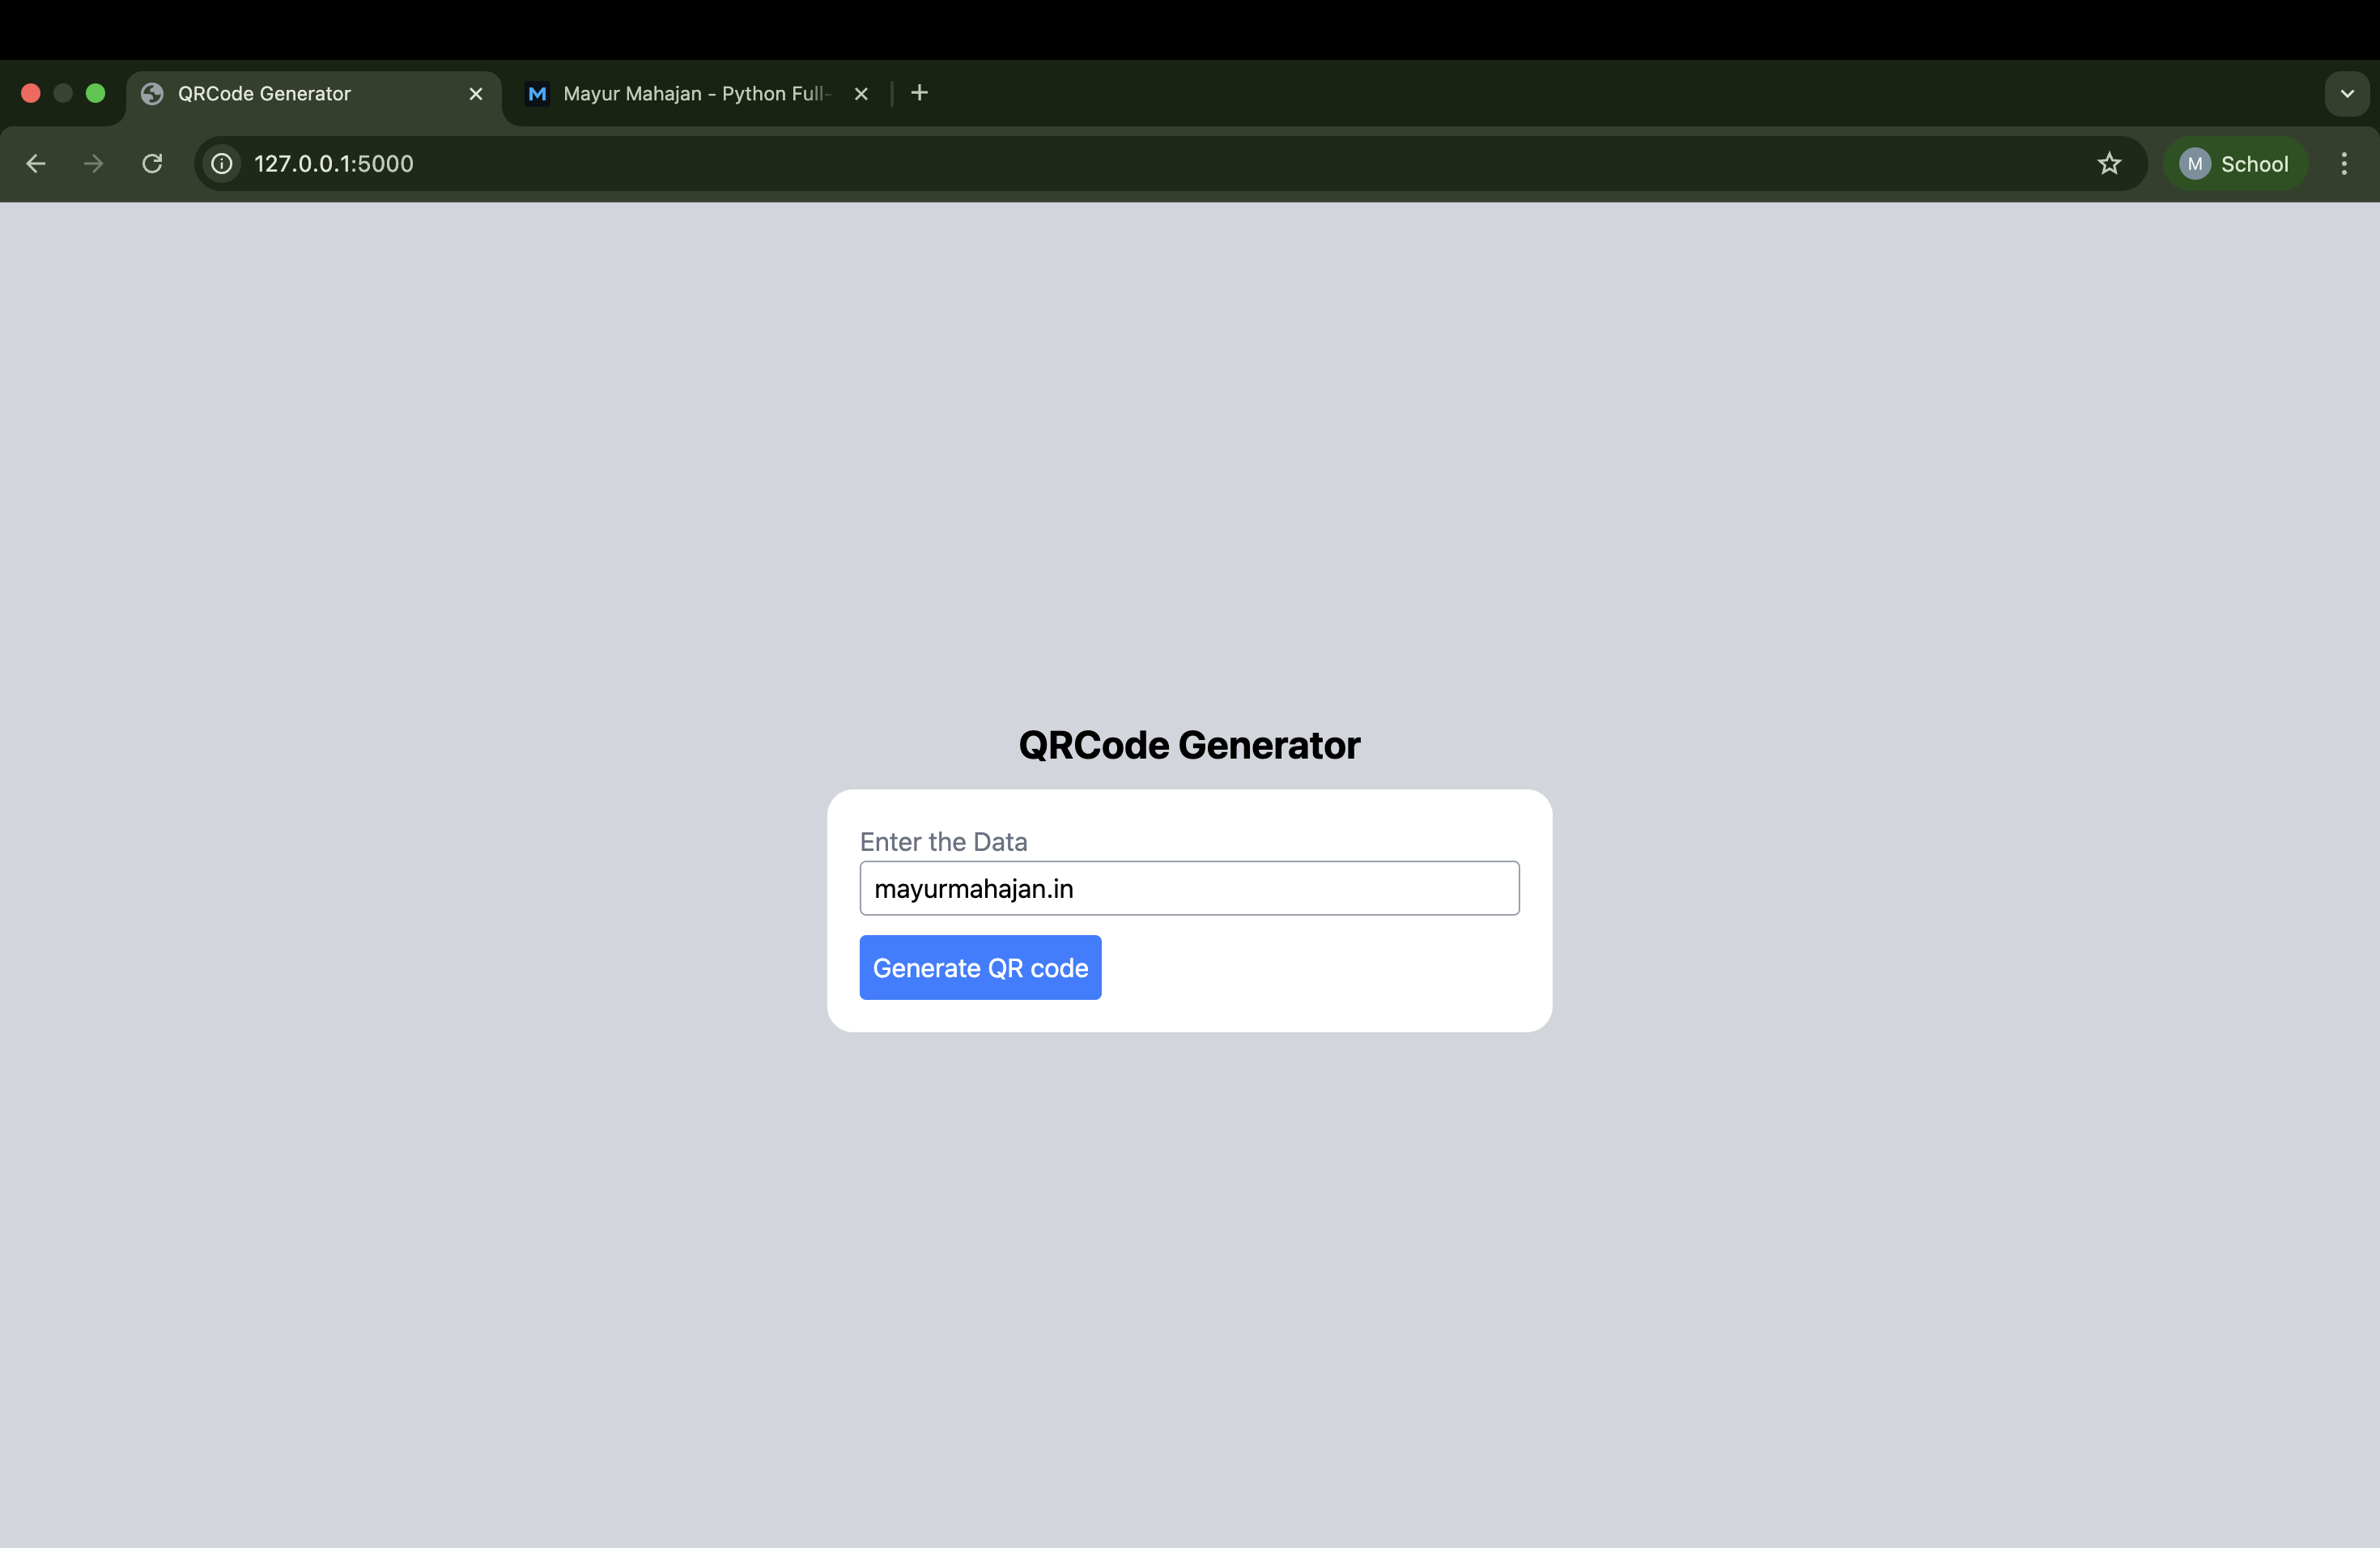 QRCode Generator
M Mayur Mahajan - Python Full-
127.0.0.1:5000
M School
QRCode Generator
Enter the Data
mayurmahajan.in
Generate QR code